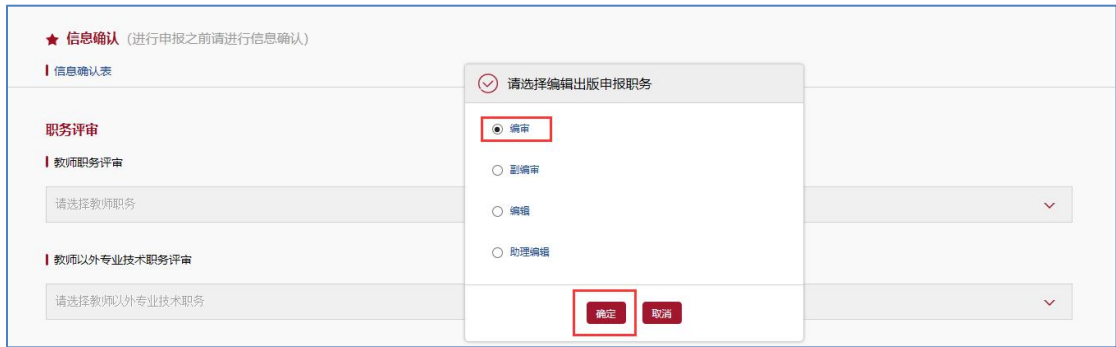 ★ 信息确认（进行申报之前请进行信息确认）
信息确认表
请选择编辑出版申报职务
编审
职务评审
教师职务评审
副编审
请选择教师职务
编辑
助理编辑
教师以外专业技术职务评审
请选择教师以外专业技术职务
确定 取消